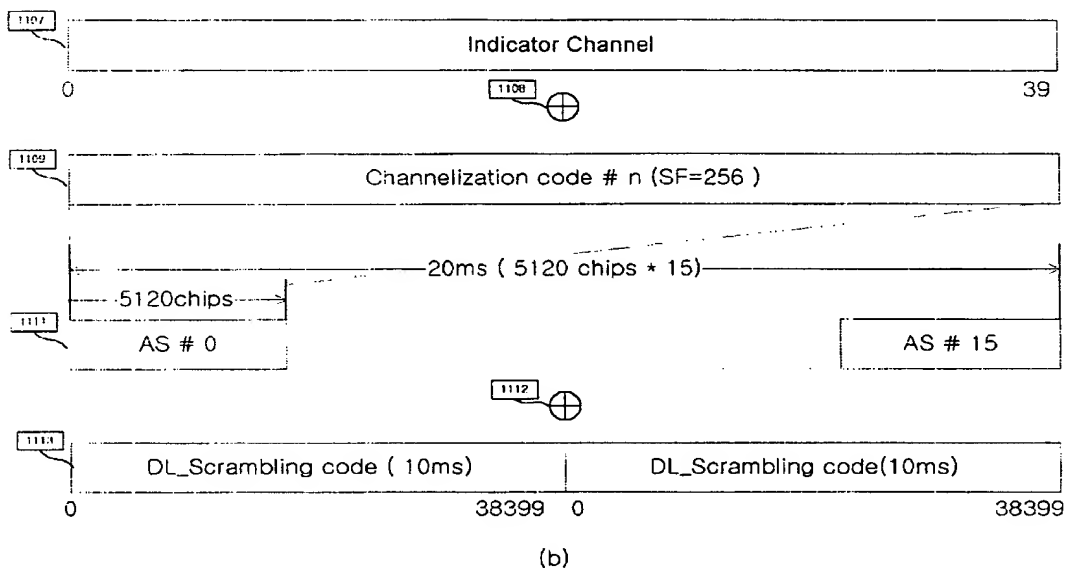 1107
Indicator Channel
0 39
1108
1109
Channelization code # n (SF=256 )
20ms ( 5120 chips * 15)
5120chips
1111
AS # 0 AS # 15
1112
1113
DL_Scrambling code ( 10ms) DL_Scrambling code(10ms)
0 38399 0 38399
(b)